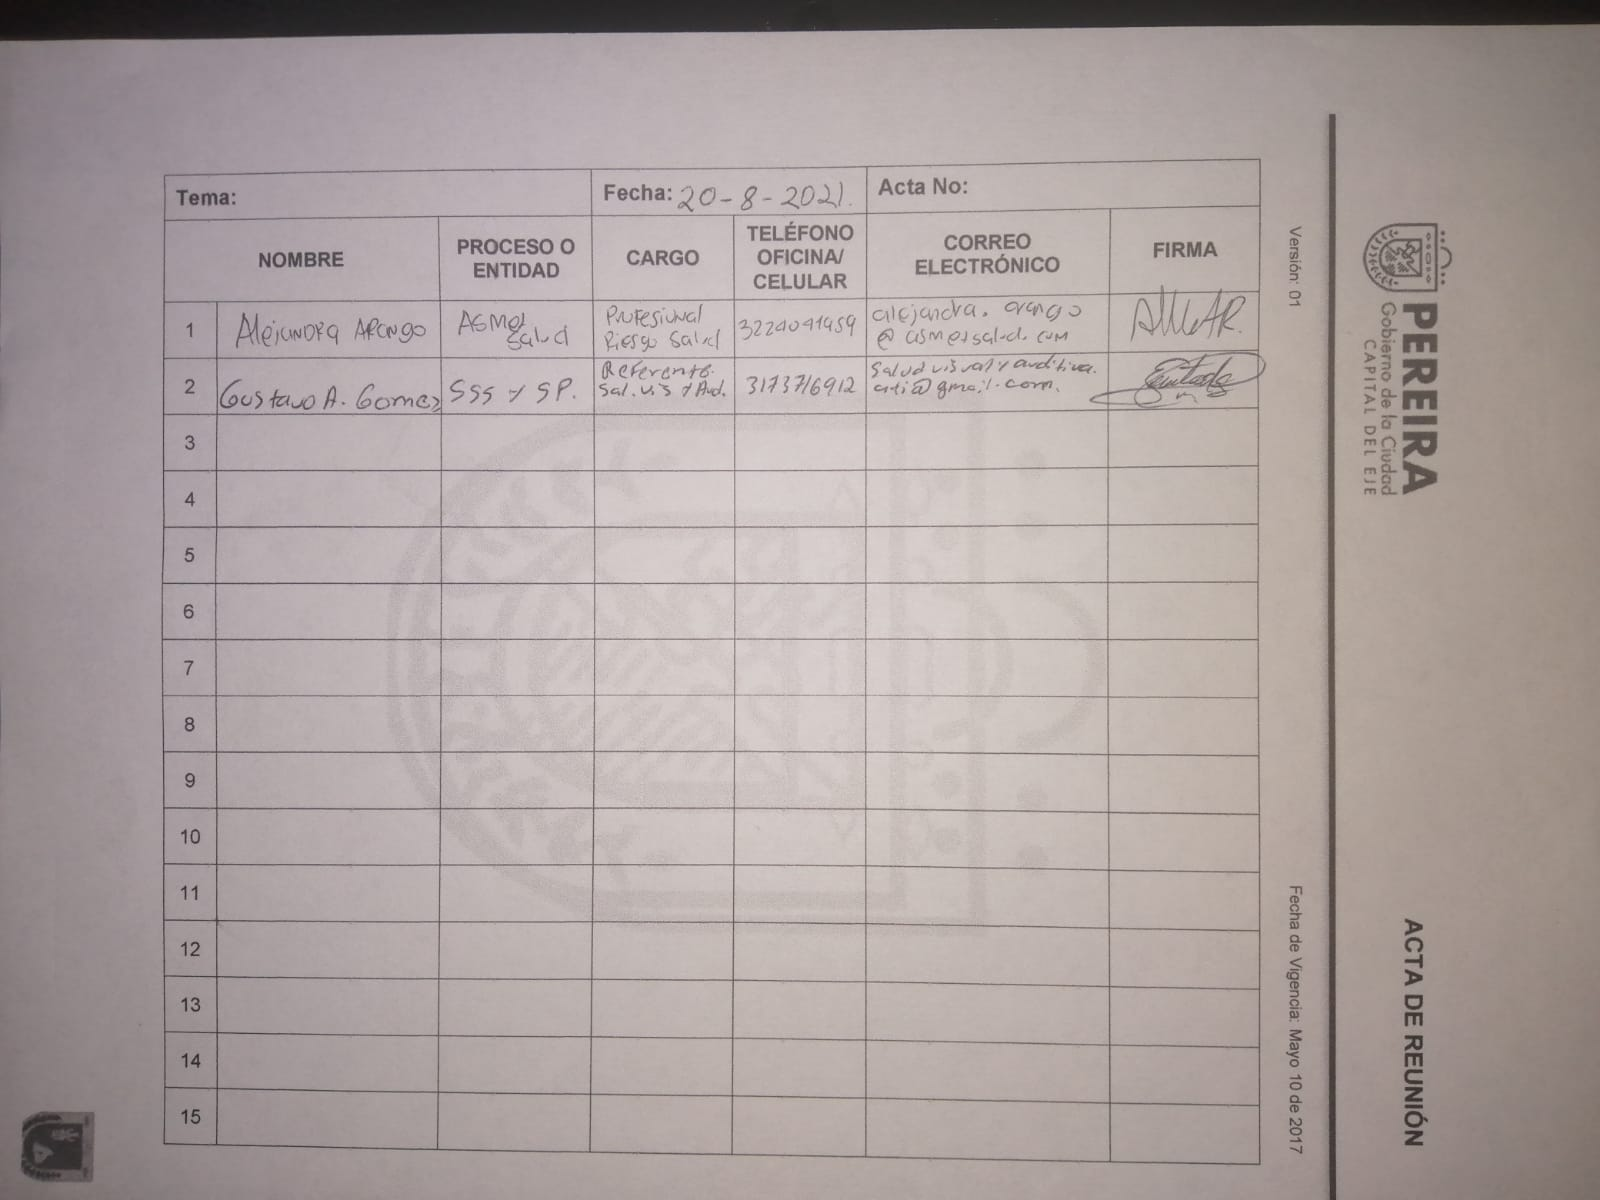 PEREIRA
Gobierno de la Ciudad
CAPITAL DEL EJE
ACTA DE REUNIÓN
Versión: 01
Fecha de Vigencia: Mayo 10 de 2017
Tema:
Fecha: 20-8-2021.
Acta No:
NOMBRE
PROCESO O
ENTIDAD
CARGO
TELÉFONO
OFICINA/
CELULAR
CORREO
ELECTRÓNICO
FIRMA
1
Alejandra Arango
ASMet
Salud
Profesional
Riesgo Salud
3224041459
alejandra.arango
@asmetsalud.com
2
Gustavo A. Gomez
SSS y SP.
Referente
Sal. vis y Aud.
3173716912
Saludvisualyauditiva.
@gmail.com.
3
4
5
6
7
8
9
10
11
12
13
14
15